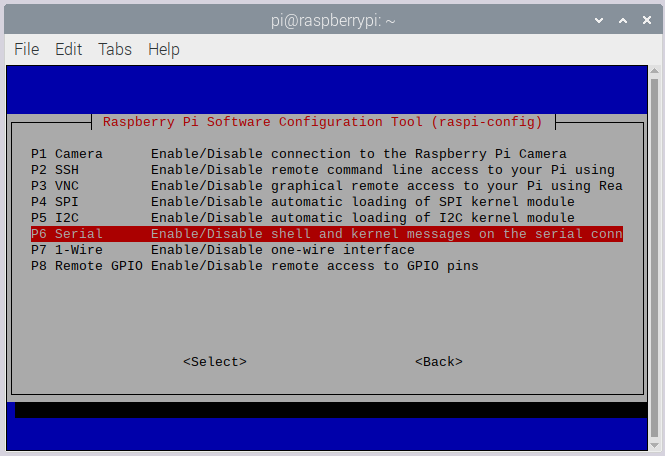 pi@raspberrypi: ~
File Edit Tabs Help
Raspberry Pi Software Configuration Tool (raspi-config)
P1 Camera Enable/Disable connection to the Raspberry Pi Camera
P2 SSH Enable/Disable remote command line access to your Pi using
P3 VNC Enable/Disable graphical remote access to your Pi using Rea
P4 SPI Enable/Disable automatic loading of SPI kernel module
P5 I2C Enable/Disable automatic loading of I2C kernel module
P6 Serial Enable/Disable shell and kernel messages on the serial conn
P7 1-Wire Enable/Disable one-wire interface
P8 Remote GPIO Enable/Disable remote access to GPIO pins
<Select> <Back>